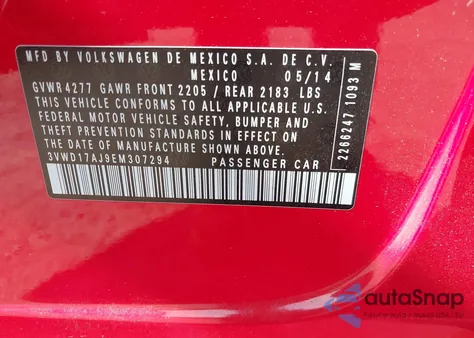 MFD BY VOLKSWAGEN DE MEXICO S.A. DE C.V.
MEXICO 05/14
GVWR 4277 GAWR FRONT 2205 / REAR 2183 LBS
THIS VEHICLE CONFORMS TO ALL APPLICABLE U.S.
FEDERAL MOTOR VEHICLE SAFETY, BUMPER AND
THEFT PREVENTION STANDARDS IN EFFECT ON
THE DATE OF MANUFACTURE SHOWN ABOVE.
3VWD17AJ9EM307294 PASSENGER CAR
2266247 1093 M
autoSnap